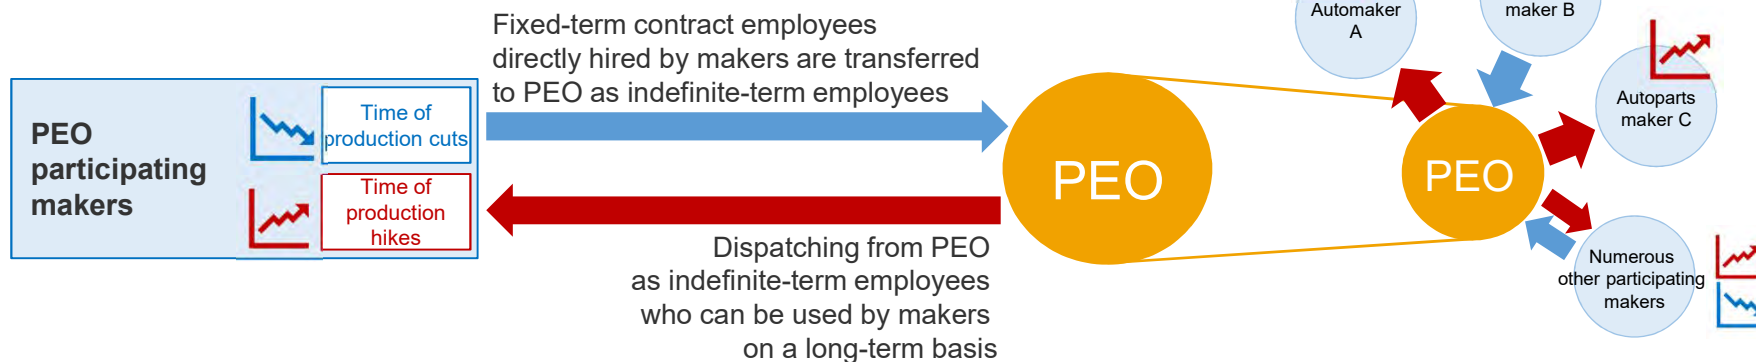 PEO
participating
makers
Time of
production cuts
Time of
production
hikes
Fixed-term contract employees
directly hired by makers are transferred
to PEO as indefinite-term employees
Dispatching from PEO
as indefinite-term employees
who can be used by makers
on a long-term basis
PEO
PEO
Automaker
A
maker B
Autoparts
maker C
Numerous
other participating
makers